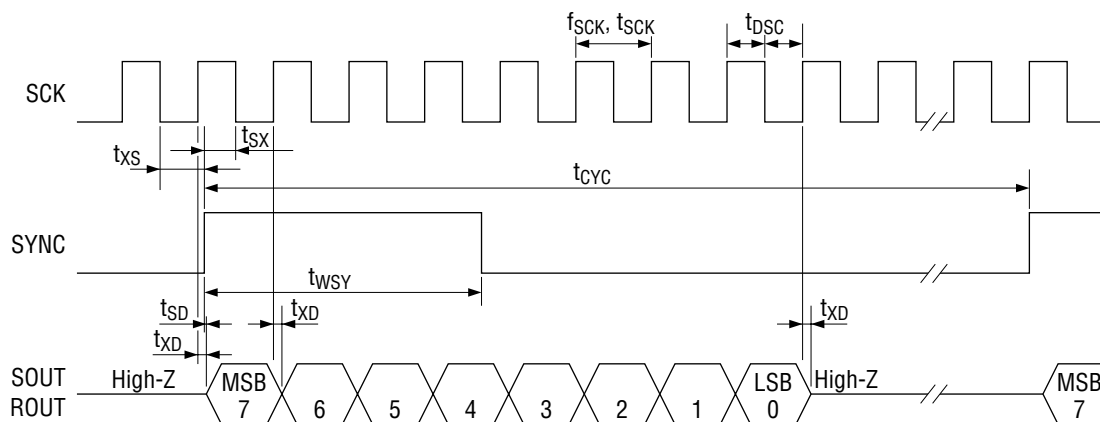 fSCK, tSCK
tDSC
SCK
tSX
tXS
tCYC
SYNC
tWSY
tSD
tXD
tXD
tXD
SOUT
ROUT
High-Z
MSB
7
6
5
4
3
2
1
LSB
0
High-Z
MSB
7